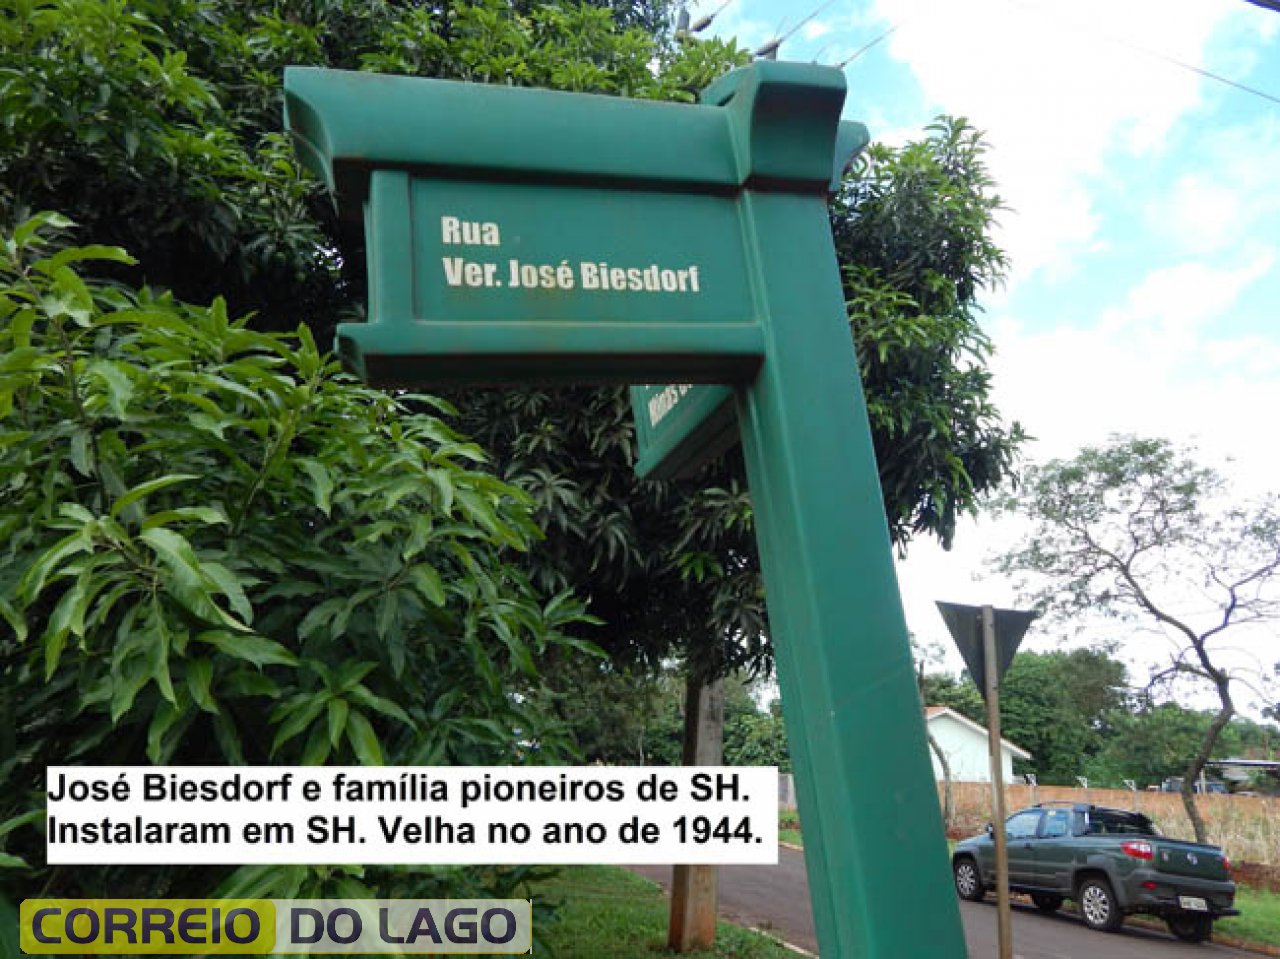 Rua
Ver. José Biesdorf
Minas
José Biesdorf e família pioneiros de SH.
Instalaram em SH. Velha no ano de 1944.
CORREIO DO LAGO